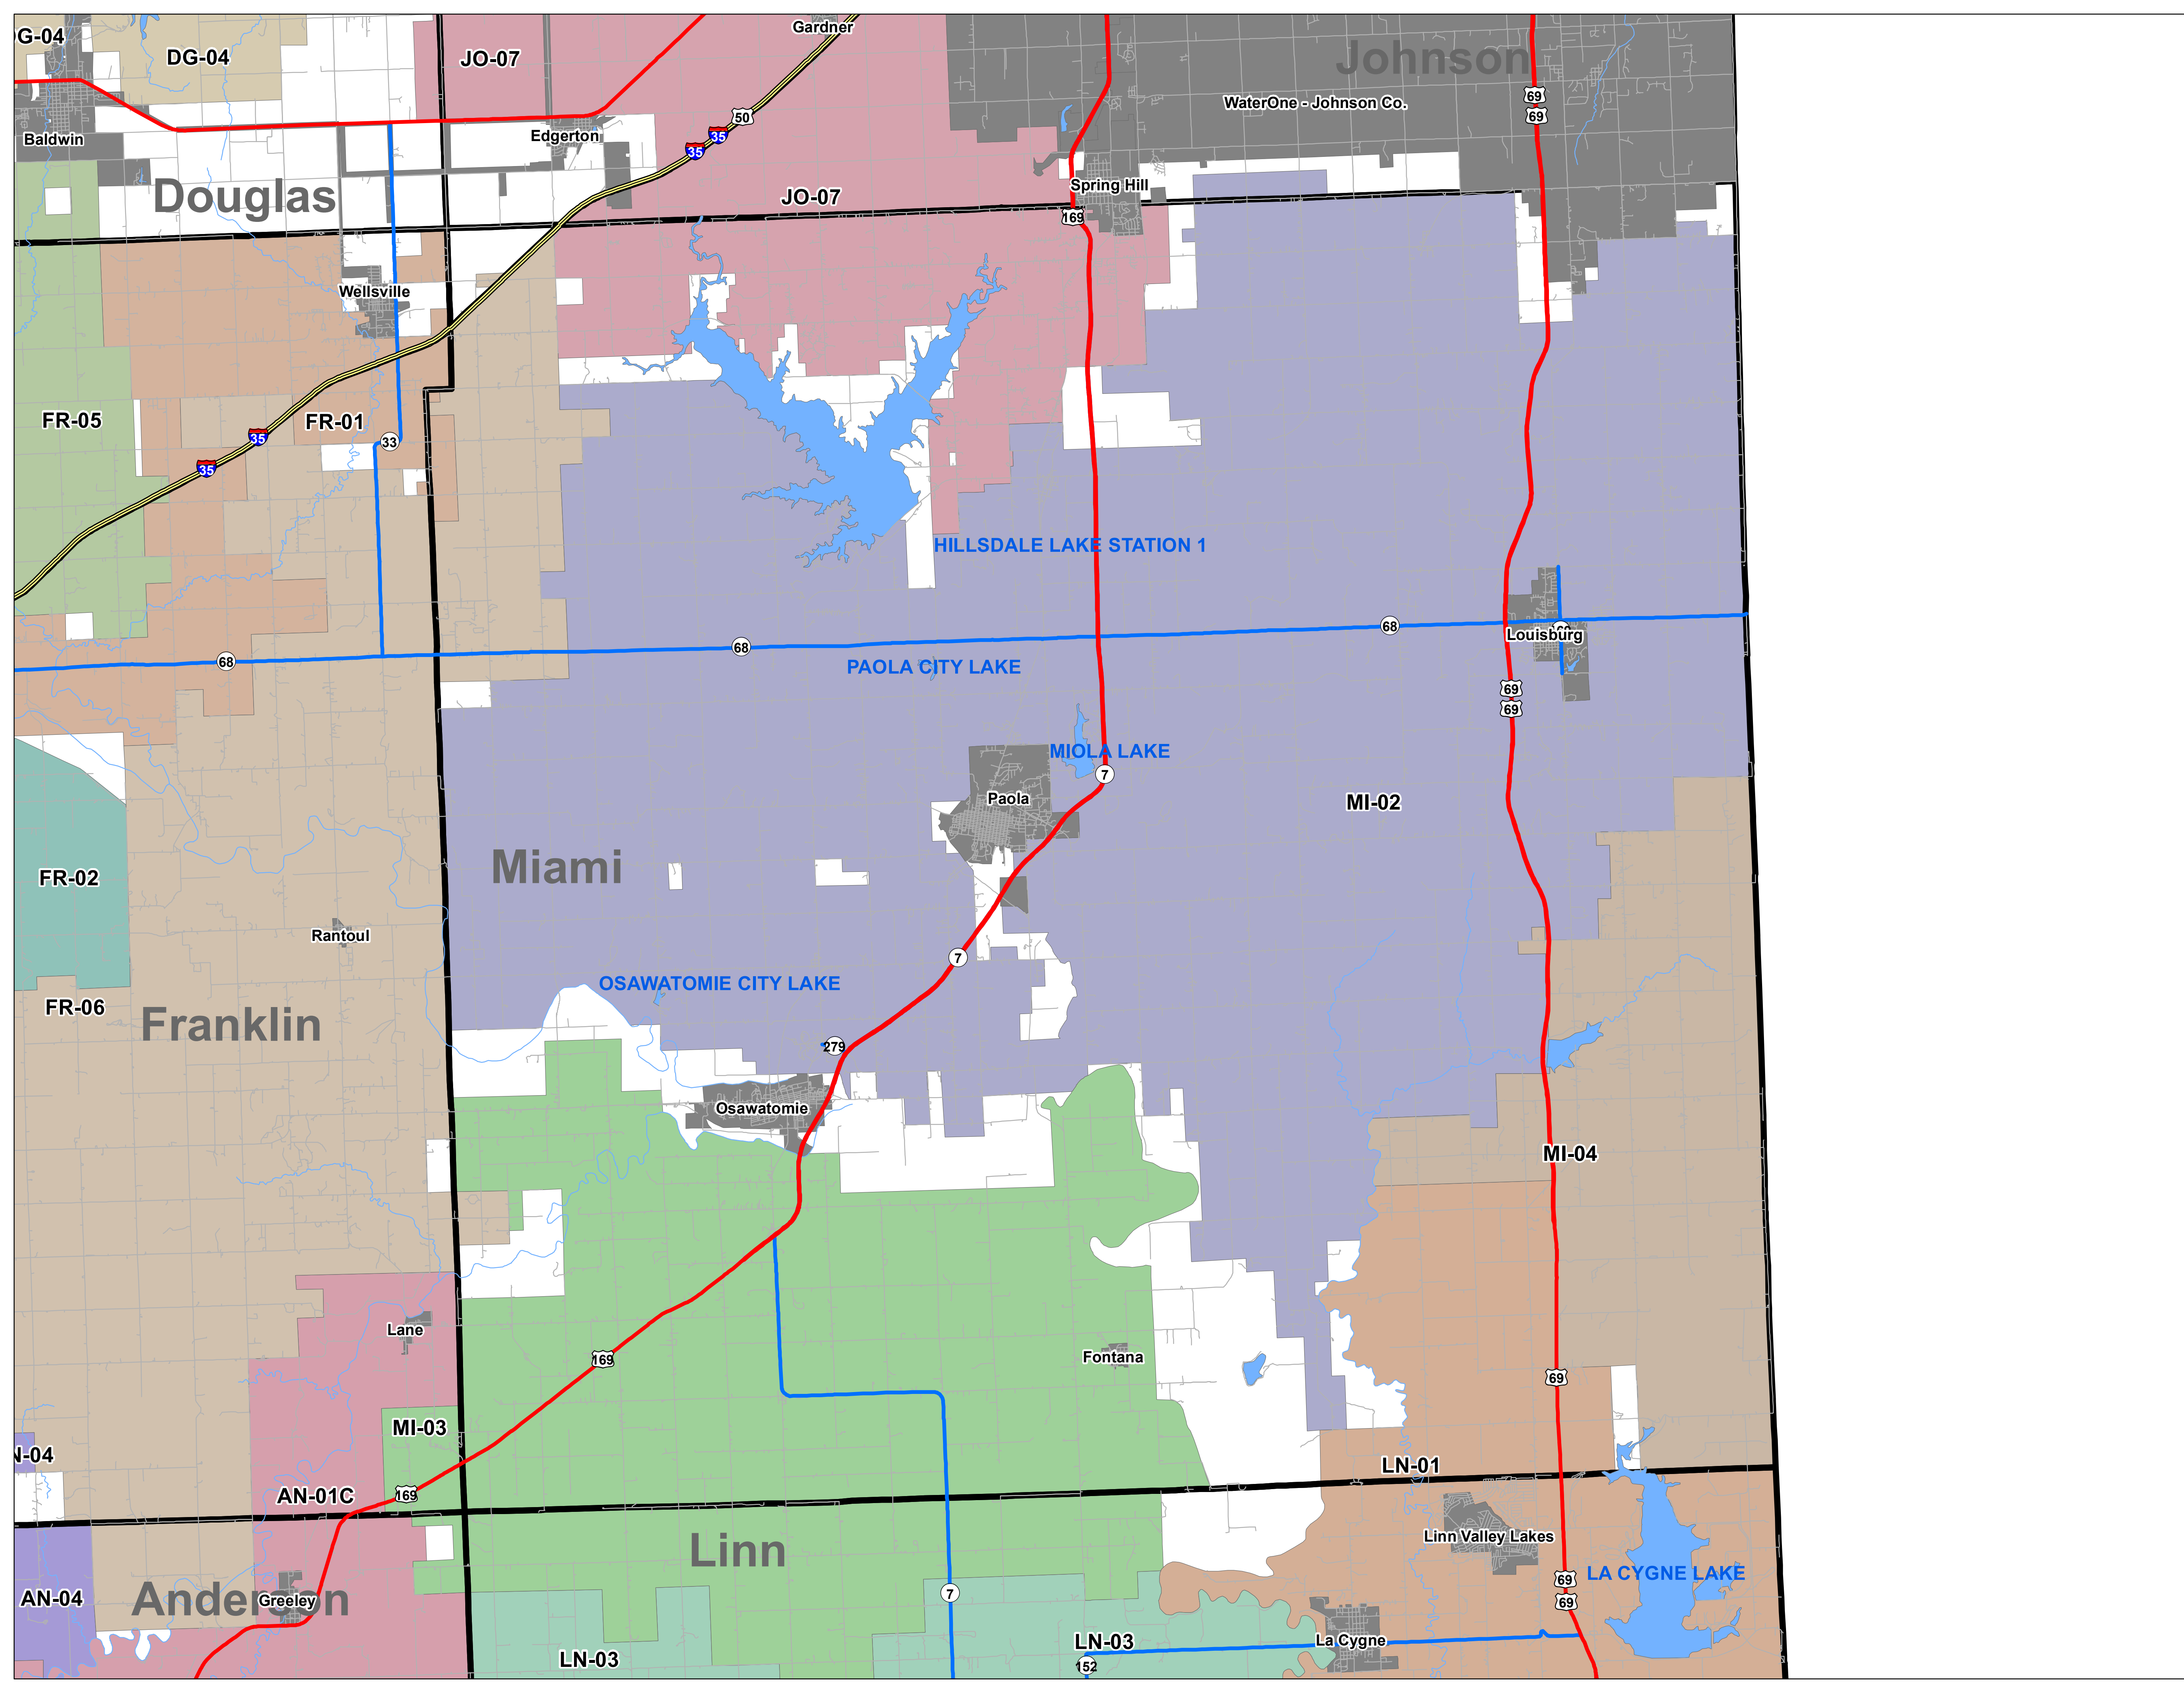 Gardner
DG-04
DG-04
JO-07
Johnson
69
WaterOne - Johnson Co.
69
50
35
35
Baldwin
Edgerton
Douglas
JO-07
Spring Hill
169
Wellsville
FR-05
FR-01
33
35
35
HILLSDALE LAKE STATION 1
68
68
68
Louisburg
PAOLA CITY LAKE
69
69
MIOLA LAKE
7
Paola
MI-02
Miami
FR-02
Rantoul
7
OSAWATOMIE CITY LAKE
FR-06
Franklin
279
Osawatomie
MI-04
Lane
Fontana
169
69
MI-03
N-04
LN-01
AN-01C
169
Linn
Linn Valley Lakes
LA CYGNE LAKE
69
69
AN-04
Anderson
Greeley
7
LN-03
LN-03
La Cygne
152